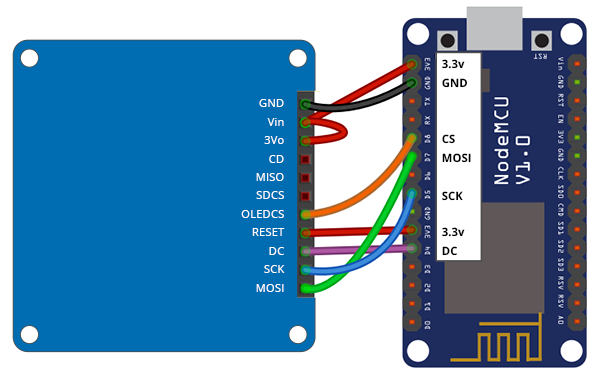 GND
Vin
3Vo
CD
MISO
SDCS
OLEDCS
RESET
DC
SCK
MOSI
3V3
GND
TX
RX
D8
D7
D6
D5
GND
3V3
D4
D3
D2
D1
D0
3.3v
GND
CS
MOSI
SCK
3.3v
DC
NodeMCU
V1.0
RST
Vin
GND
RST
EN
3V3
GND
CLK
SD0
CMD
SD1
SD2
SD3
RSV
RSV
A0